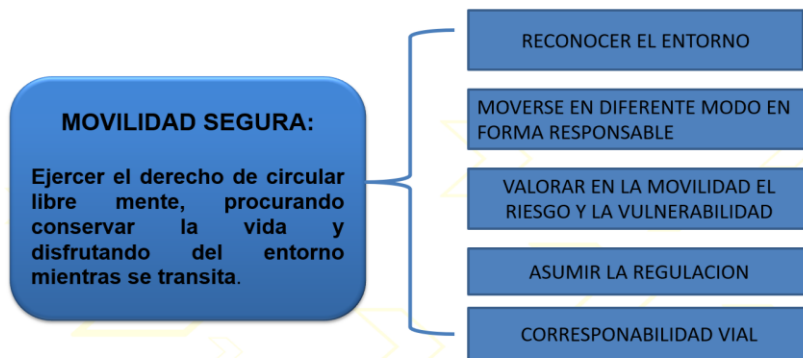 MOVILIDAD SEGURA:
Ejercer el derecho de circular
libre mente, procurando
conservar la vida y
disfrutando del entorno
mientras se transita.
RECONOCER EL ENTORNO
MOVERSE EN DIFERENTE MODO EN
FORMA RESPONSABLE
VALORAR EN LA MOVILIDAD EL
RIESGO Y LA VULNERABILIDAD
ASUMIR LA REGULACION
CORRESPONABILIDAD VIAL